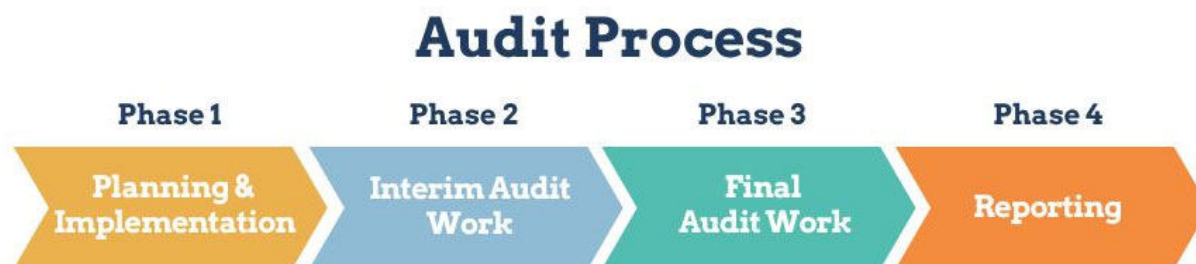 Audit Process
Phase 1
Phase 2
Phase 3
Phase 4
Planning &
Implementation
Interim Audit
Work
Final
Audit Work
Reporting